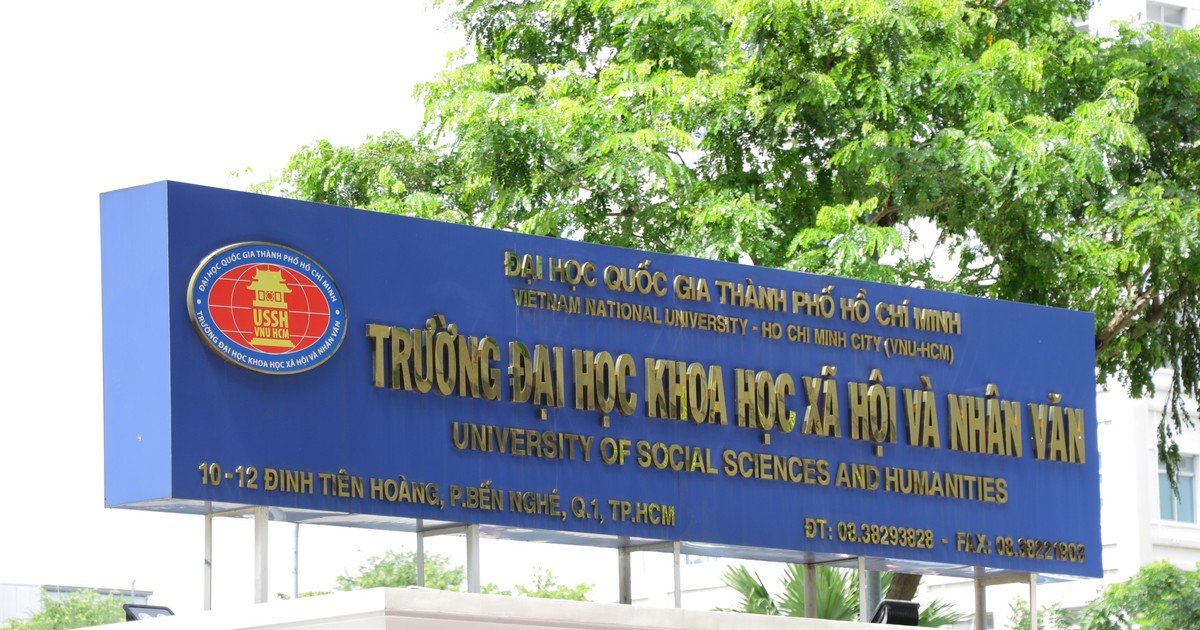 ĐẠI HỌC QUỐC GIA THÀNH PHỐ HỒ CHÍ MINH
USSH
VNU HCM
TRƯỜNG ĐẠI HỌC KHOA HỌC XÃ HỘI VÀ NHÂN VĂN
ĐẠI HỌC QUỐC GIA THÀNH PHỐ HỒ CHÍ MINH
VIETNAM NATIONAL UNIVERSITY - HO CHI MINH CITY (VNU-HCM)
TRƯỜNG ĐẠI HỌC KHOA HỌC XÃ HỘI VÀ NHÂN VĂN
UNIVERSITY OF SOCIAL SCIENCES AND HUMANITIES
10 - 12 ĐINH TIÊN HOÀNG, P.BẾN NGHÉ, Q.1, TP.HCM
ĐT: 08.38293828 - FAX: 08.38221903